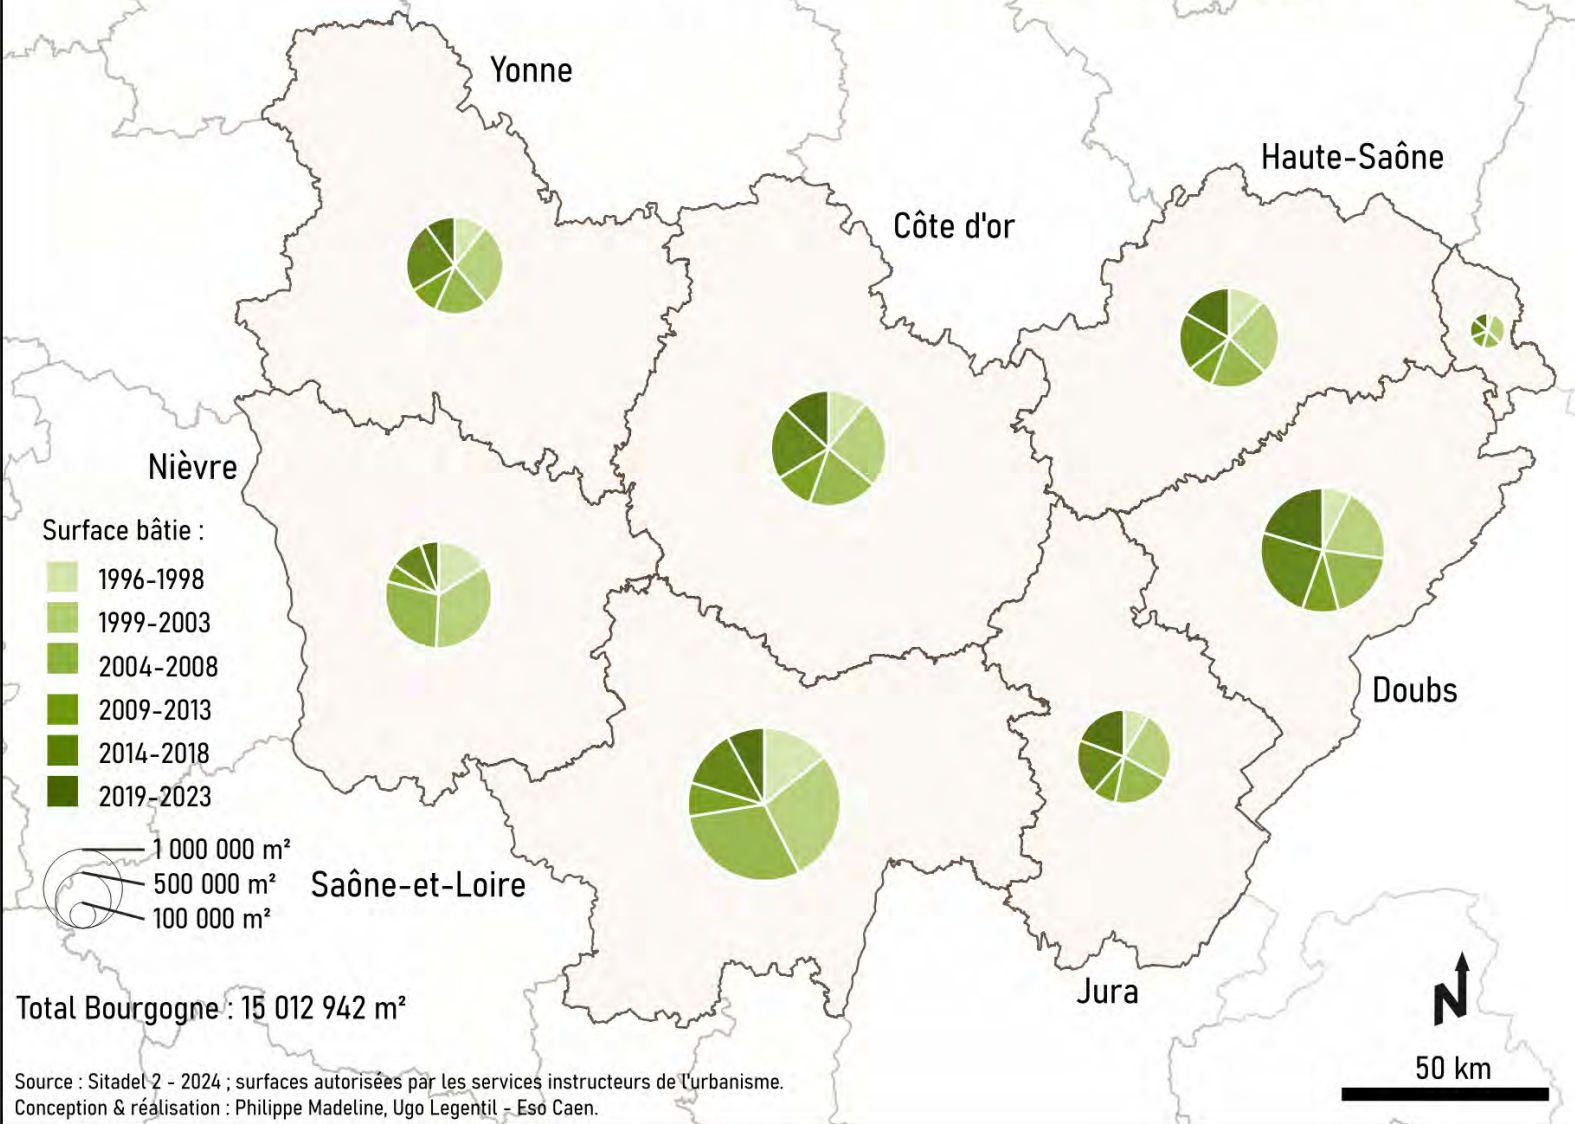 Yonne
Haute-Saône
Côte d'or
Nièvre
Surface bâtie :
1996-1998
1999-2003
2004-2008
2009-2013
2014-2018
2019-2023
1 000 000 m²
500 000 m²
100 000 m²
Saône-et-Loire
Doubs
Jura
Total Bourgogne : 15 012 942 m²
N
50 km
Source : Sitadel 2 - 2024 ; surfaces autorisées par les services instructeurs de l'urbanisme.
Conception & réalisation : Philippe Madeline, Ugo Legentil - Eso Caen.